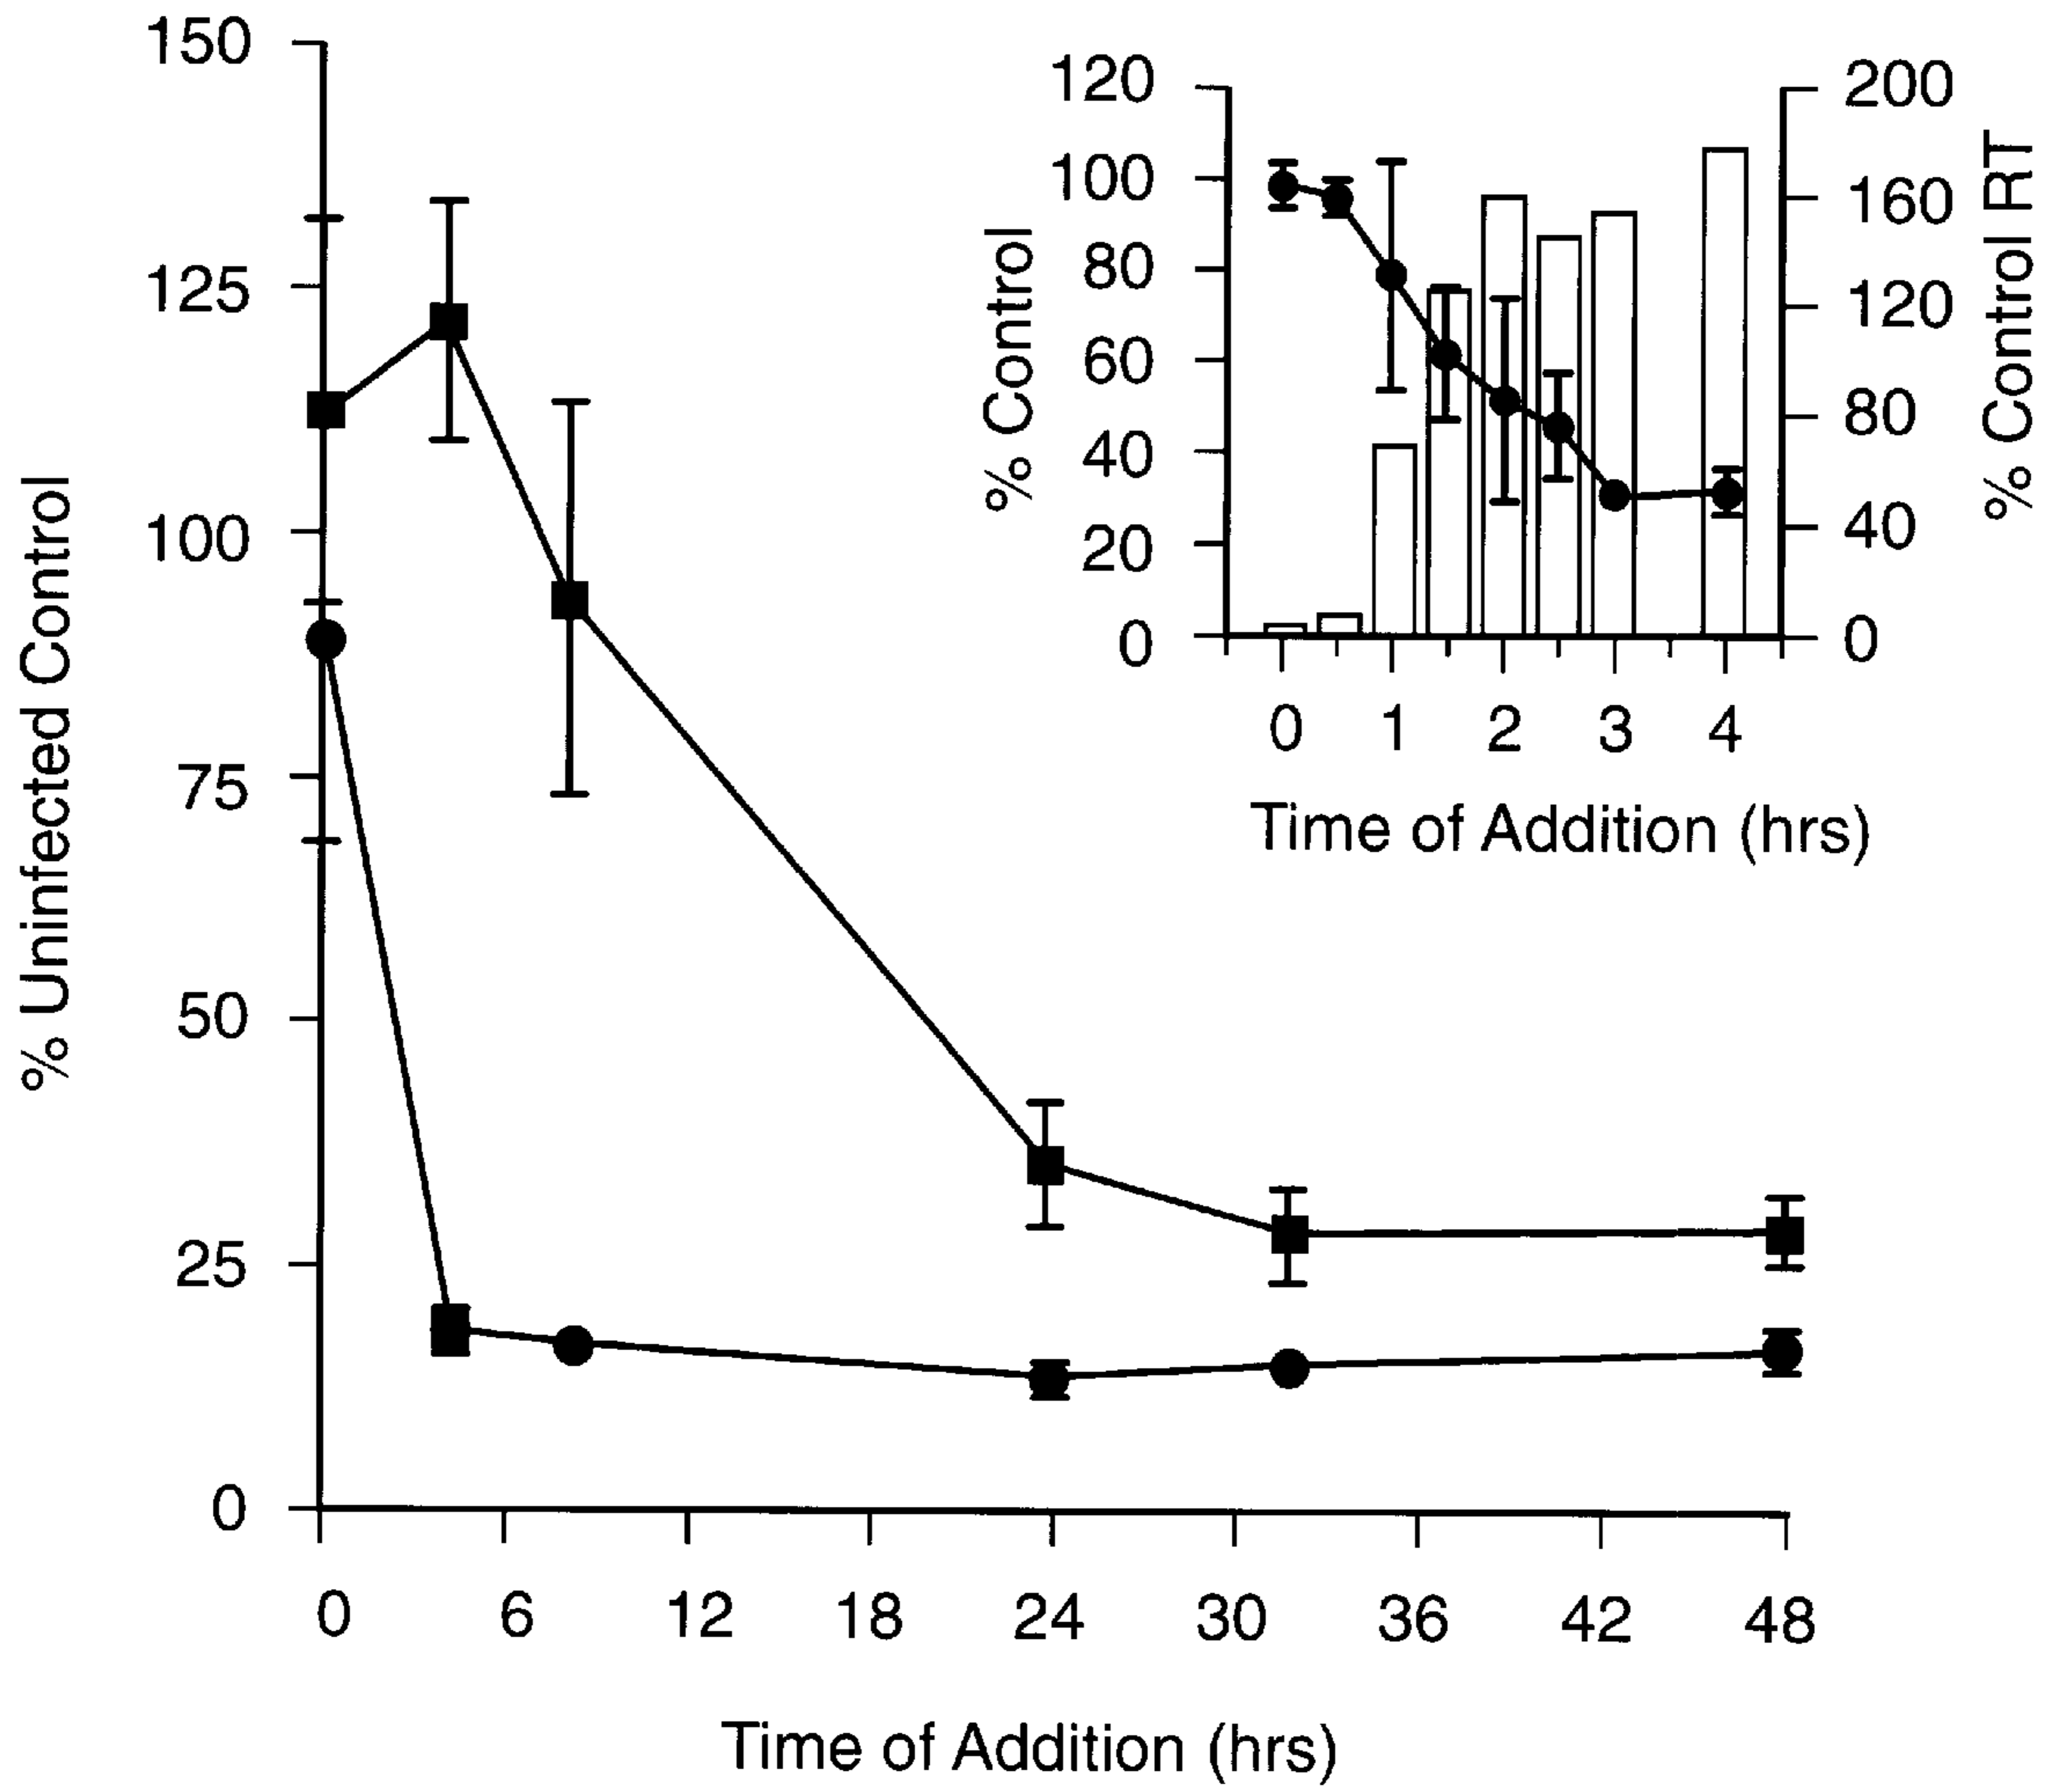 % Uninfected Control
150
125
100
75
50
25
0
0 6 12 18 24 30 36 42 48
Time of Addition (hrs)
% Control
120
100
80
60
40
20
0
200
160
120
80
40
0
% Control RT
0 1 2 3 4
Time of Addition (hrs)